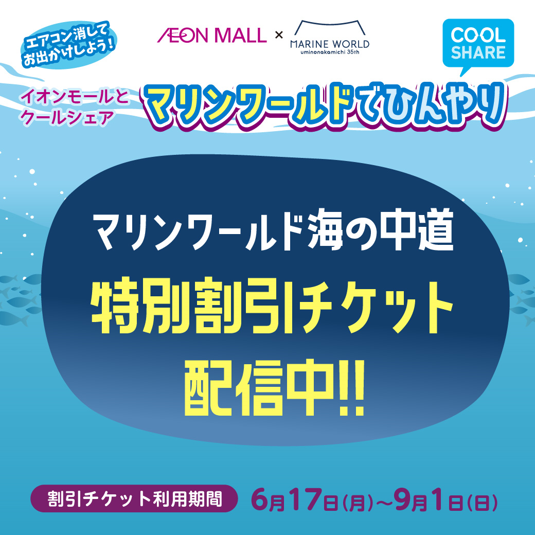 エアコン消して
お出かけしよう!
ÆON MALL × MARINE WORLD
uminonakamichi 35th
COOL
SHARE
イオンモールと
クールシェア
マリンワールドでひんやり
マリンワールド海の中道
特別割引チケット
配信中!!
割引チケット利用期間 6月17日(月)~9月1日(日)